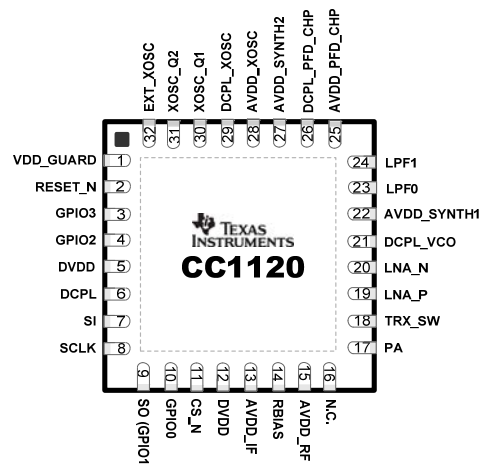 EXT_XOSC
XOSC_Q2
XOSC_Q1
DCPL_XOSC
AVDD_XOSC
AVDD_SYNTH2
DCPL_PFD_CHP
AVDD_PFD_CHP
32
31
30
29
28
27
26
25
VDD_GUARD 1
RESET_N 2
GPIO3 3
GPIO2 4
DVDD 5
DCPL 6
SI 7
SCLK 8
TEXAS
INSTRUMENTS
CC1120
24 LPF1
23 LPF0
22 AVDD_SYNTH1
21 DCPL_VCO
20 LNA_N
19 LNA_P
18 TRX_SW
17 PA
9
10
11
12
13
14
15
16
SO (GPIO1
GPIO0
CS_N
DVDD
AVDD_IF
RBIAS
AVDD_RF
N.C.